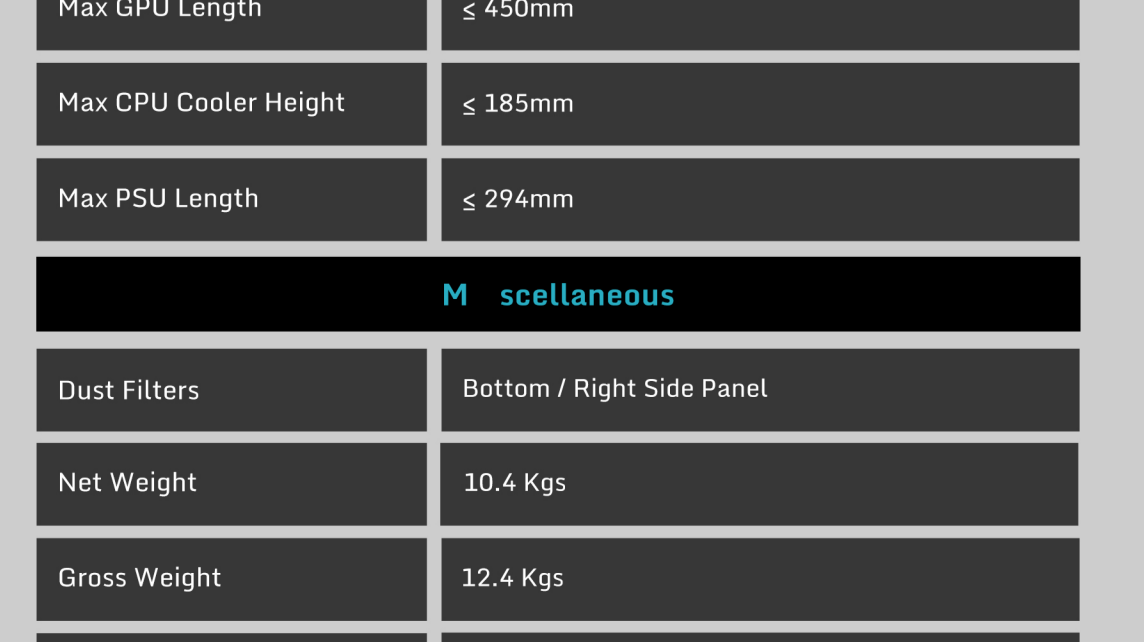 Max GPU Length ≤ 450mm
Max CPU Cooler Height ≤ 185mm
Max PSU Length ≤ 294mm
M scellaneous
Dust Filters Bottom / Right Side Panel
Net Weight 10.4 Kgs
Gross Weight 12.4 Kgs